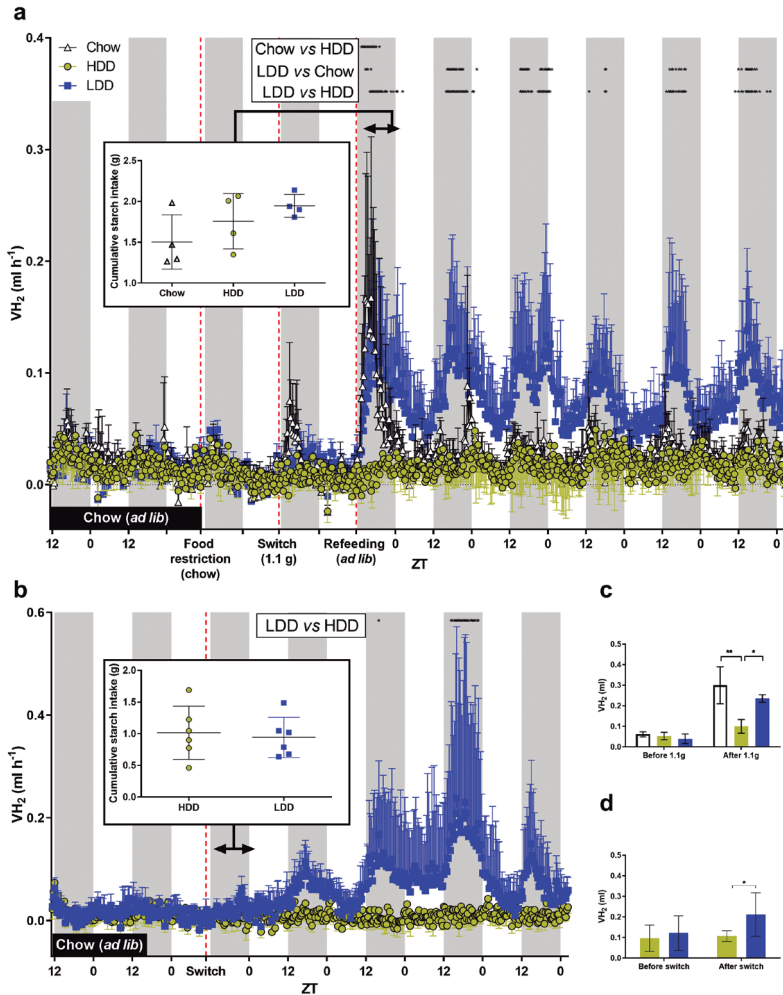 a
Chow
HDD
LDD
Chow vs HDD
LDD vs Chow
LDD vs HDD
VH2 (ml h-1)
0.4
0.3
0.2
0.1
0.0
Cumulative starch intake (g)
2.5
2.0
1.5
1.0
Chow HDD LDD
Chow (ad lib)
12 0 12 0 Food restriction (chow) Switch (1.1 g) Refeeding (ad lib) 0 12 0 12 0 12 0 12 0 12 0
ZT
b
LDD vs HDD
VH2 (ml h-1)
0.6
0.4
0.2
0.0
Cumulative starch intake (g)
2.0
1.5
1.0
0.5
0.0
HDD LDD
Chow (ad lib)
12 0 12 0 Switch 0 12 0 12 0 12 0 12 0
ZT
c
VH2 (ml)
0.5
0.4
0.3
0.2
0.1
0.0
** *
Before 1.1g After 1.1g
d
VH2 (ml)
0.5
0.4
0.3
0.2
0.1
0.0
*
Before switch After switch